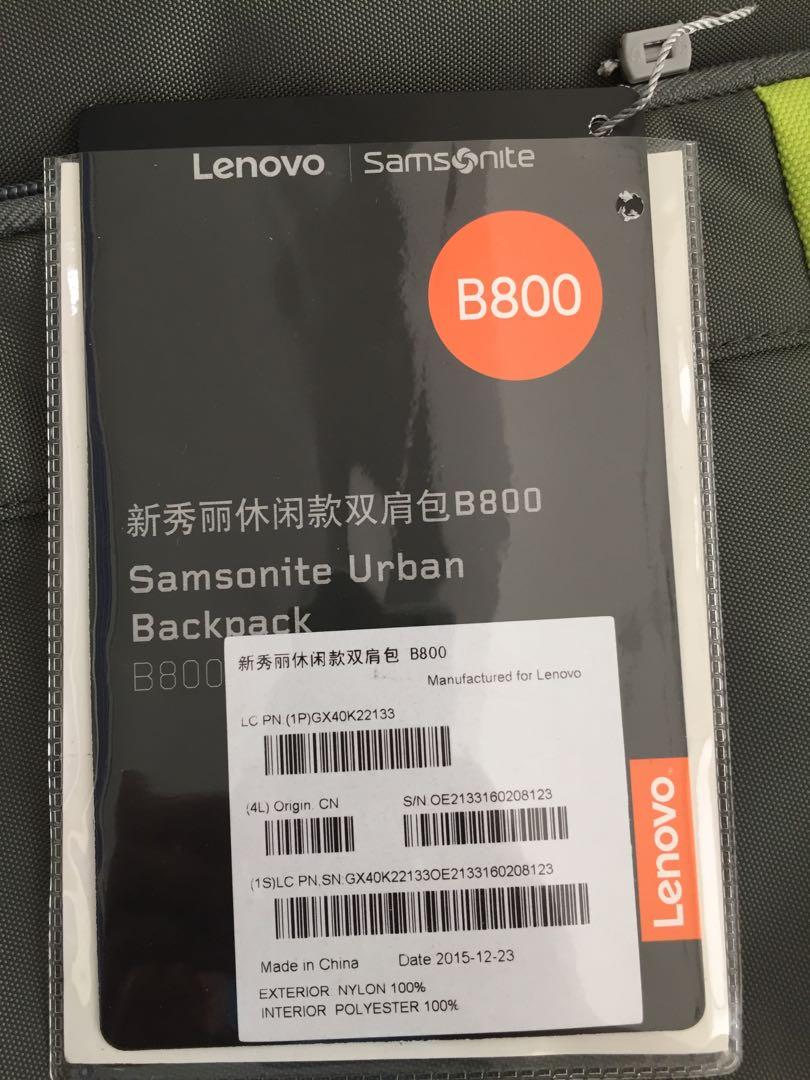 Lenovo | Samsonite
B800
新秀丽休闲款双肩包B800
Samsonite Urban
Backpack
B800
新秀丽休闲款双肩包 B800
Manufactured for Lenovo
LC PN.(1P)GX40K22133
(4L) Origin. CN S/N OE2133160208123
(1S)LC PN,SN:GX40K22133OE2133160208123
Made in China Date 2015-12-23
EXTERIOR NYLON 100%
INTERIOR POLYESTER 100%
Lenovo